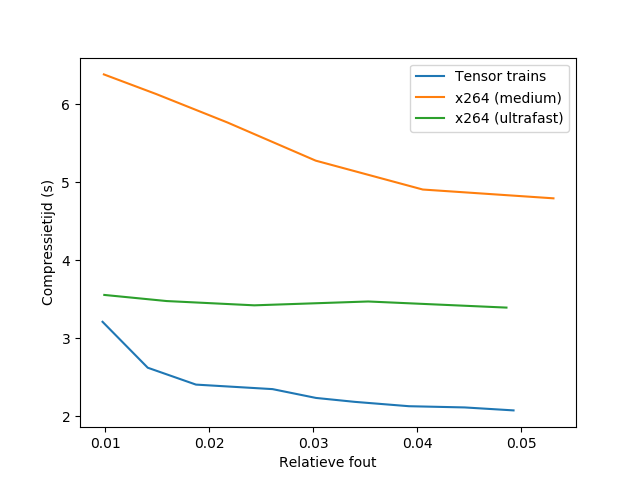 Tensor trains
x264 (medium)
x264 (ultrafast)
6
5
4
3
2
Compressietijd (s)
0.01 0.02 0.03 0.04 0.05
Relatieve fout